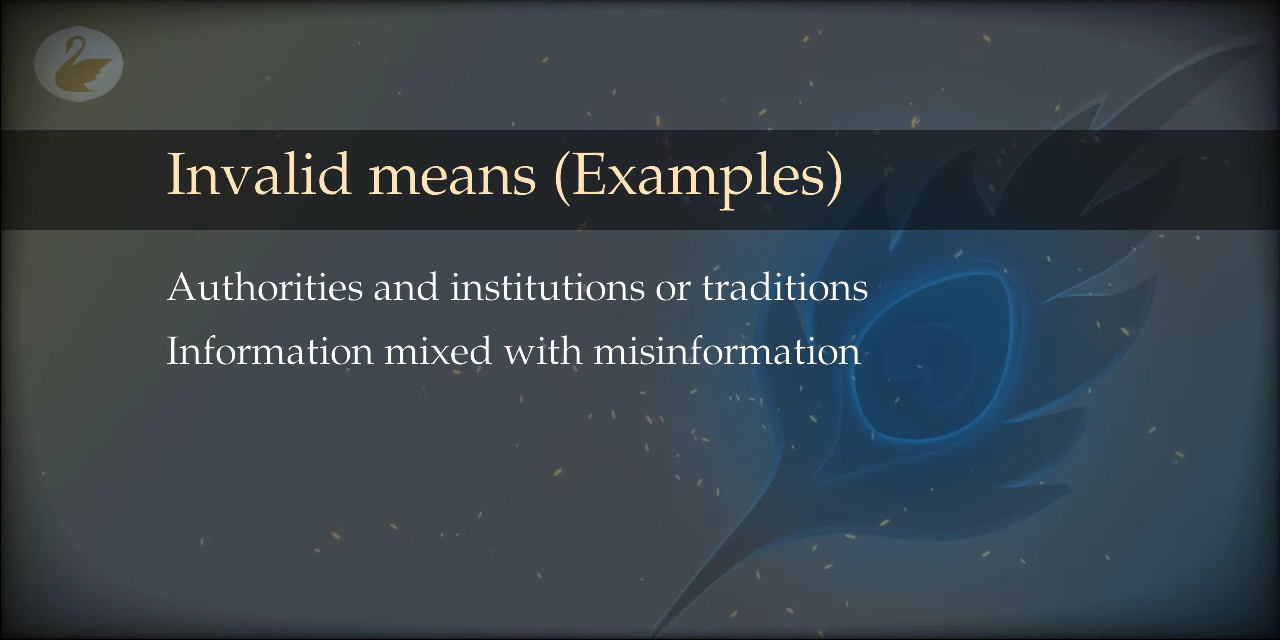 Invalid means (Examples)
Authorities and institutions or traditions
Information mixed with misinformation